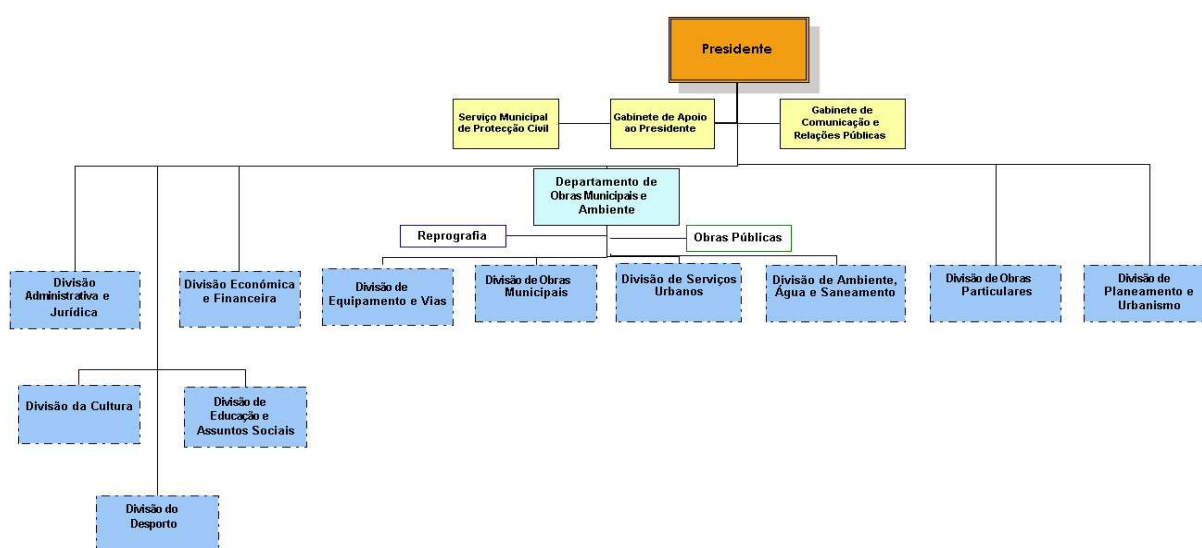 Presidente
Serviço Municipal
de Protecção Civil
Gabinete de Apoio
ao Presidente
Gabinete de
Comunicação e
Relações Públicas
Departamento de
Obras Municipais e
Ambiente
Reprografia
Obras Públicas
Divisão
Administrativa e
Jurídica
Divisão Económica
e Financeira
Divisão de
Equipamento e Vias
Divisão de Obras
Municipais
Divisão de Serviços
Urbanos
Divisão de Ambiente,
Água e Saneamento
Divisão de Obras
Particulares
Divisão de
Planeamento e
Urbanismo
Divisão da Cultura
Divisão de
Educação e
Assuntos Sociais
Divisão do
Desporto